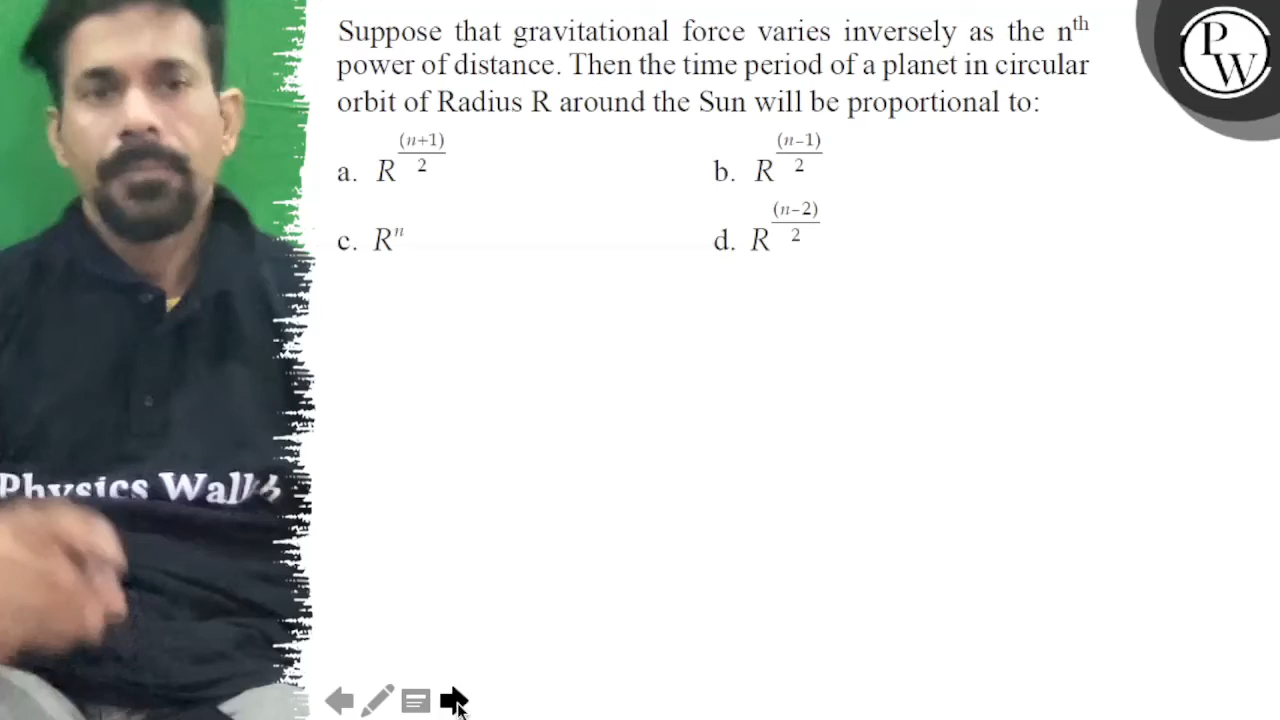 Suppose that gravitational force varies inversely as the nth
power of distance. Then the time period of a planet in circular
orbit of Radius R around the Sun will be proportional to:
a. R^((n+1)/2) b. R^((n−1)/2)
c. R^n d. R^((n−2)/2)
PW
Physics Wall